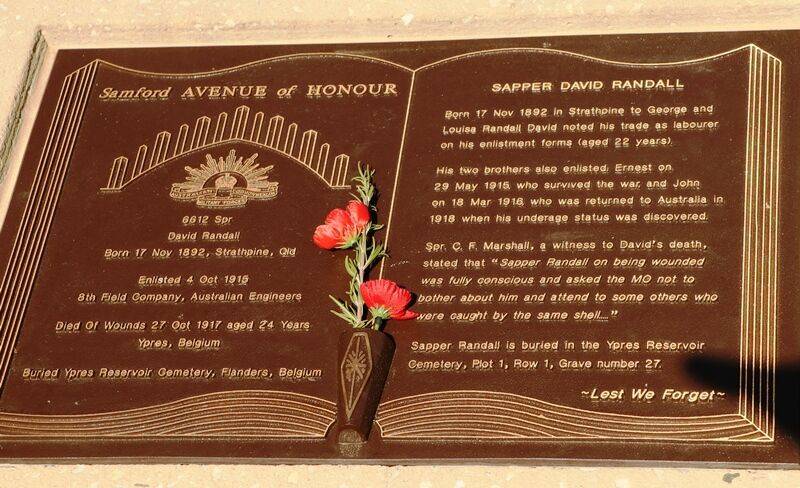 Samford AVENUE of HONOUR
AUSTRALIAN
MILITARY FORCES
6612 Spr
David Randall
Born 17 Nov 1892, Strathpine, Qld
Enlisted 4 Oct 1915
8th Field Company, Australian Engineers
Died Of Wounds 27 Oct 1917 aged 24 Years
Ypres, Belgium
Buried Ypres Reservoir Cemetery, Flanders, Belgium
SAPPER DAVID RANDALL
Born 17 Nov 1892 in Strathpine to George and
Louisa Randall David noted his trade as labourer
on his enlistment forms (aged 22 years).
His two brothers also enlisted: Ernest on
29 May 1915, who survived the war, and John
on 18 Mar 1916, who was returned to Australia in
1918 when his underage status was discovered.
Spr. C. F. Marshall, a witness to David's death,
stated that "Sapper Randall on being wounded
was fully conscious and asked the MO not to
bother about him and attend to some others who
were caught by the same shell...."
Sapper Randall is buried in the Ypres Reservoir
Cemetery, Plot 1, Row 1, Grave number 27.
~Lest We Forget~